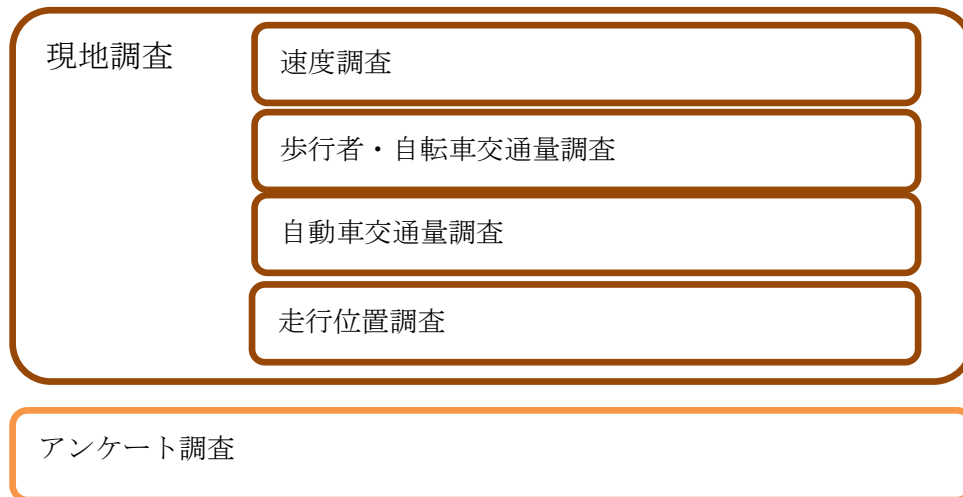 現地調査
速度調査
歩行者・自転車交通量調査
自動車交通量調査
走行位置調査
アンケート調査